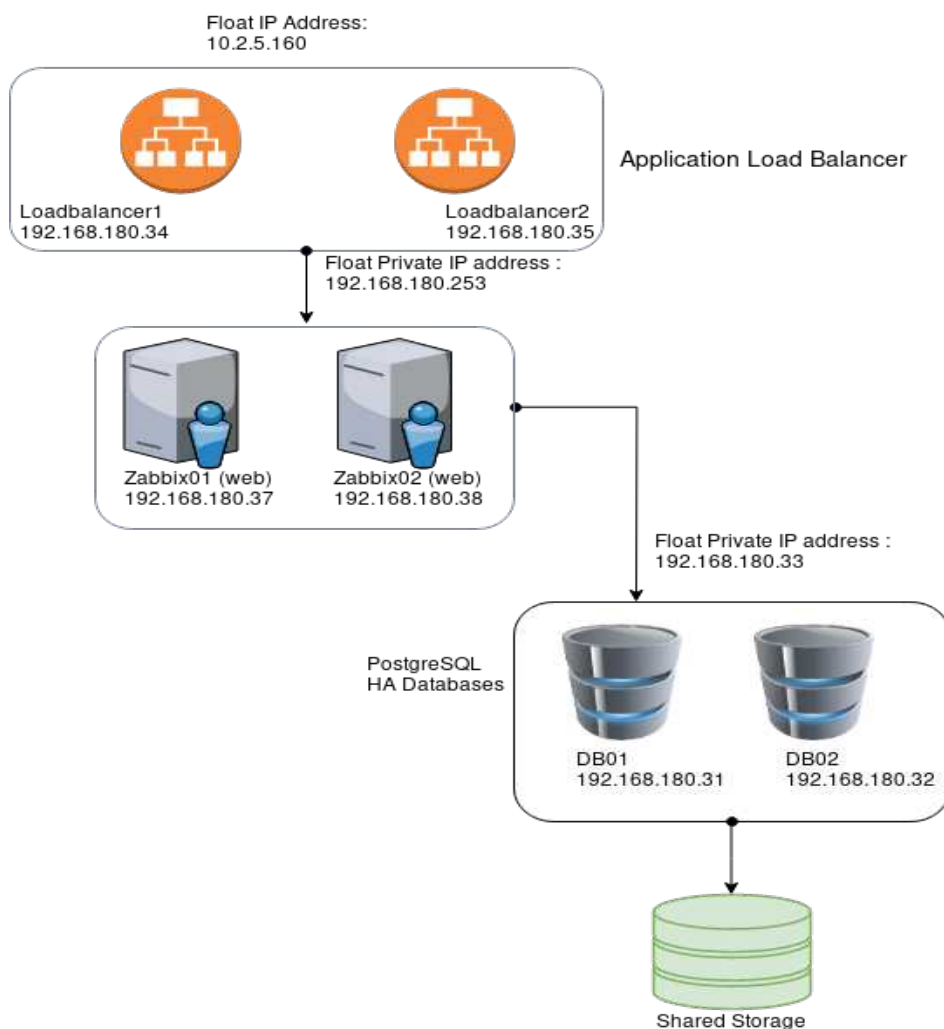 Float IP Address:
10.2.5.160
Application Load Balancer
Loadbalancer1
192.168.180.34
Loadbalancer2
192.168.180.35
Float Private IP address :
192.168.180.253
Zabbix01 (web)
192.168.180.37
Zabbix02 (web)
192.168.180.38
Float Private IP address :
192.168.180.33
PostgreSQL
HA Databases
DB01
192.168.180.31
DB02
192.168.180.32
Shared Storage